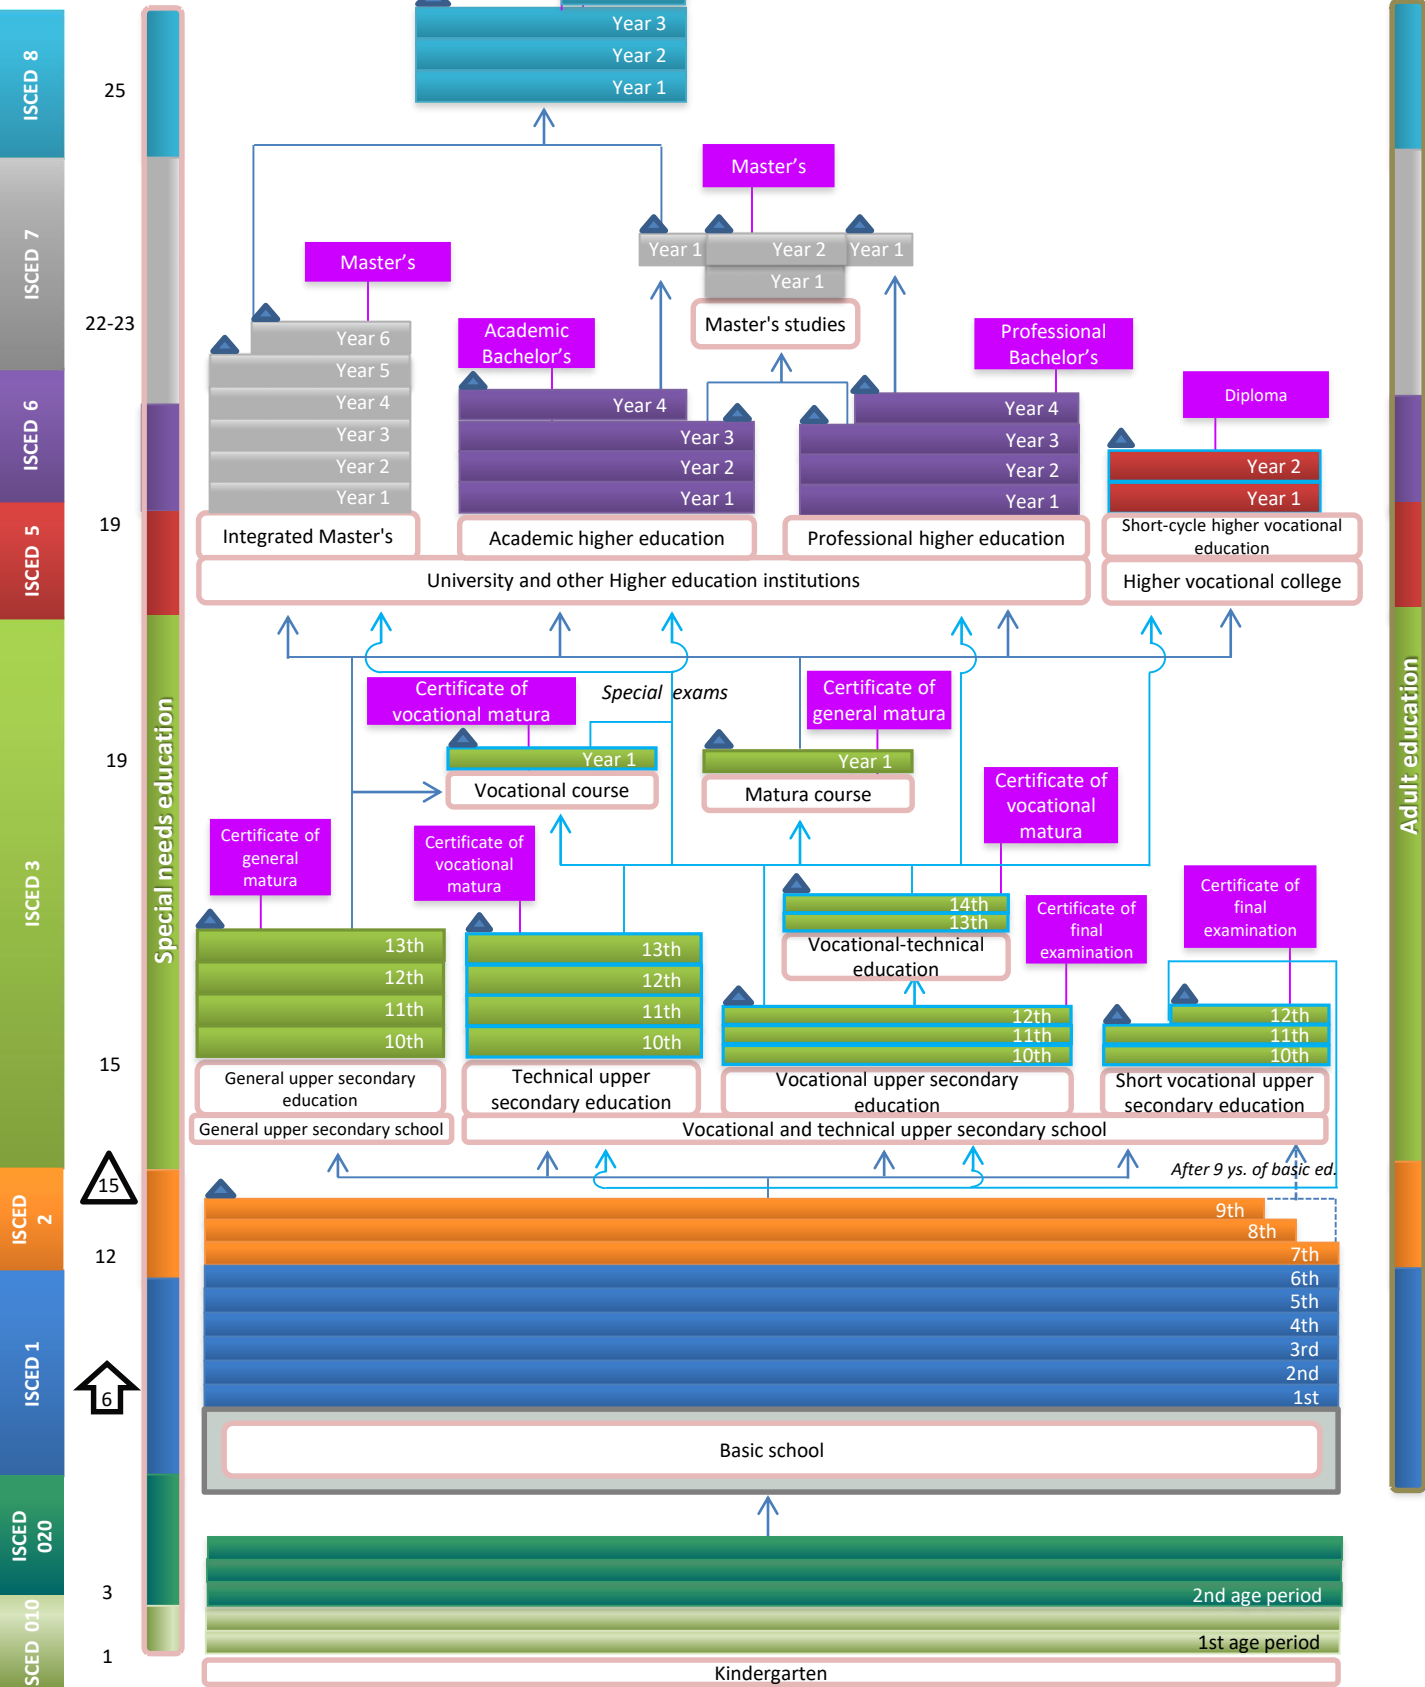 Year 3
Year 2
Year 1
ISCED 8
25
Master's
Year 1
Year 2
Year 1
Year 1
Master's studies
ISCED 7
Master's
22-23
Year 6
Year 5
Year 4
Year 3
Year 2
Year 1
Integrated Master's
Academic
Bachelor's
Year 4
Year 3
Year 2
Year 1
Academic higher education
Professional
Bachelor's
Year 4
Year 3
Year 2
Year 1
Professional higher education
ISCED 6
Diploma
Year 2
Year 1
Short-cycle higher vocational
education
19
ISCED 5
University and other Higher education institutions
Higher vocational college
Special exams
Certificate of
vocational matura
Year 1
Vocational course
Certificate of
general matura
Year 1
Matura course
19
Special needs education
Adult education
ISCED 3
Certificate of
general
matura
13th
12th
11th
10th
General upper secondary
education
General upper secondary school
Certificate of
vocational
matura
13th
12th
11th
10th
Technical upper
secondary education
Certificate of
vocational
matura
14th
13th
Vocational-technical
education
Certificate of
final
examination
12th
11th
10th
Vocational upper secondary
education
Certificate of
final
examination
12th
11th
10th
Short vocational upper
secondary education
Vocational and technical upper secondary school
15
After 9 ys. of basic ed.
15
ISCED
2
12
9th
8th
7th
6th
5th
4th
3rd
2nd
1st
ISCED 1
6
Basic school
ISCED
020
3
2nd age period
SCED 010
1st age period
1
Kindergarten